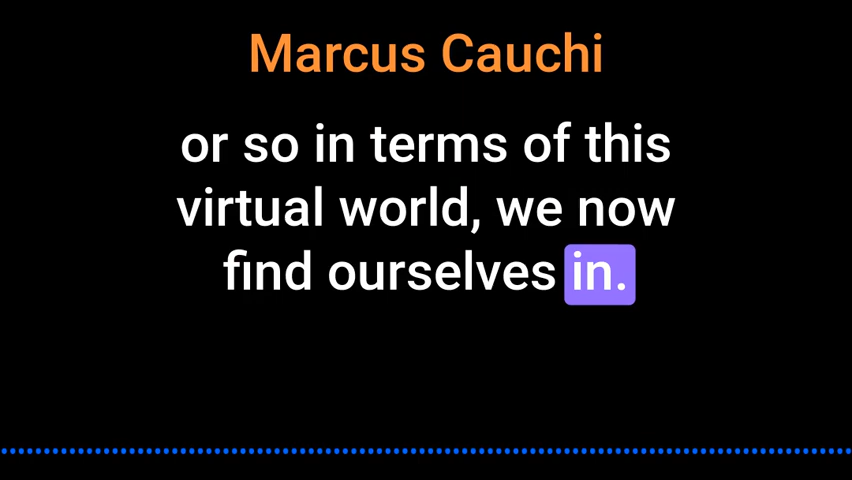 Marcus Cauchi
or so in terms of this
virtual world, we now
find ourselves in.